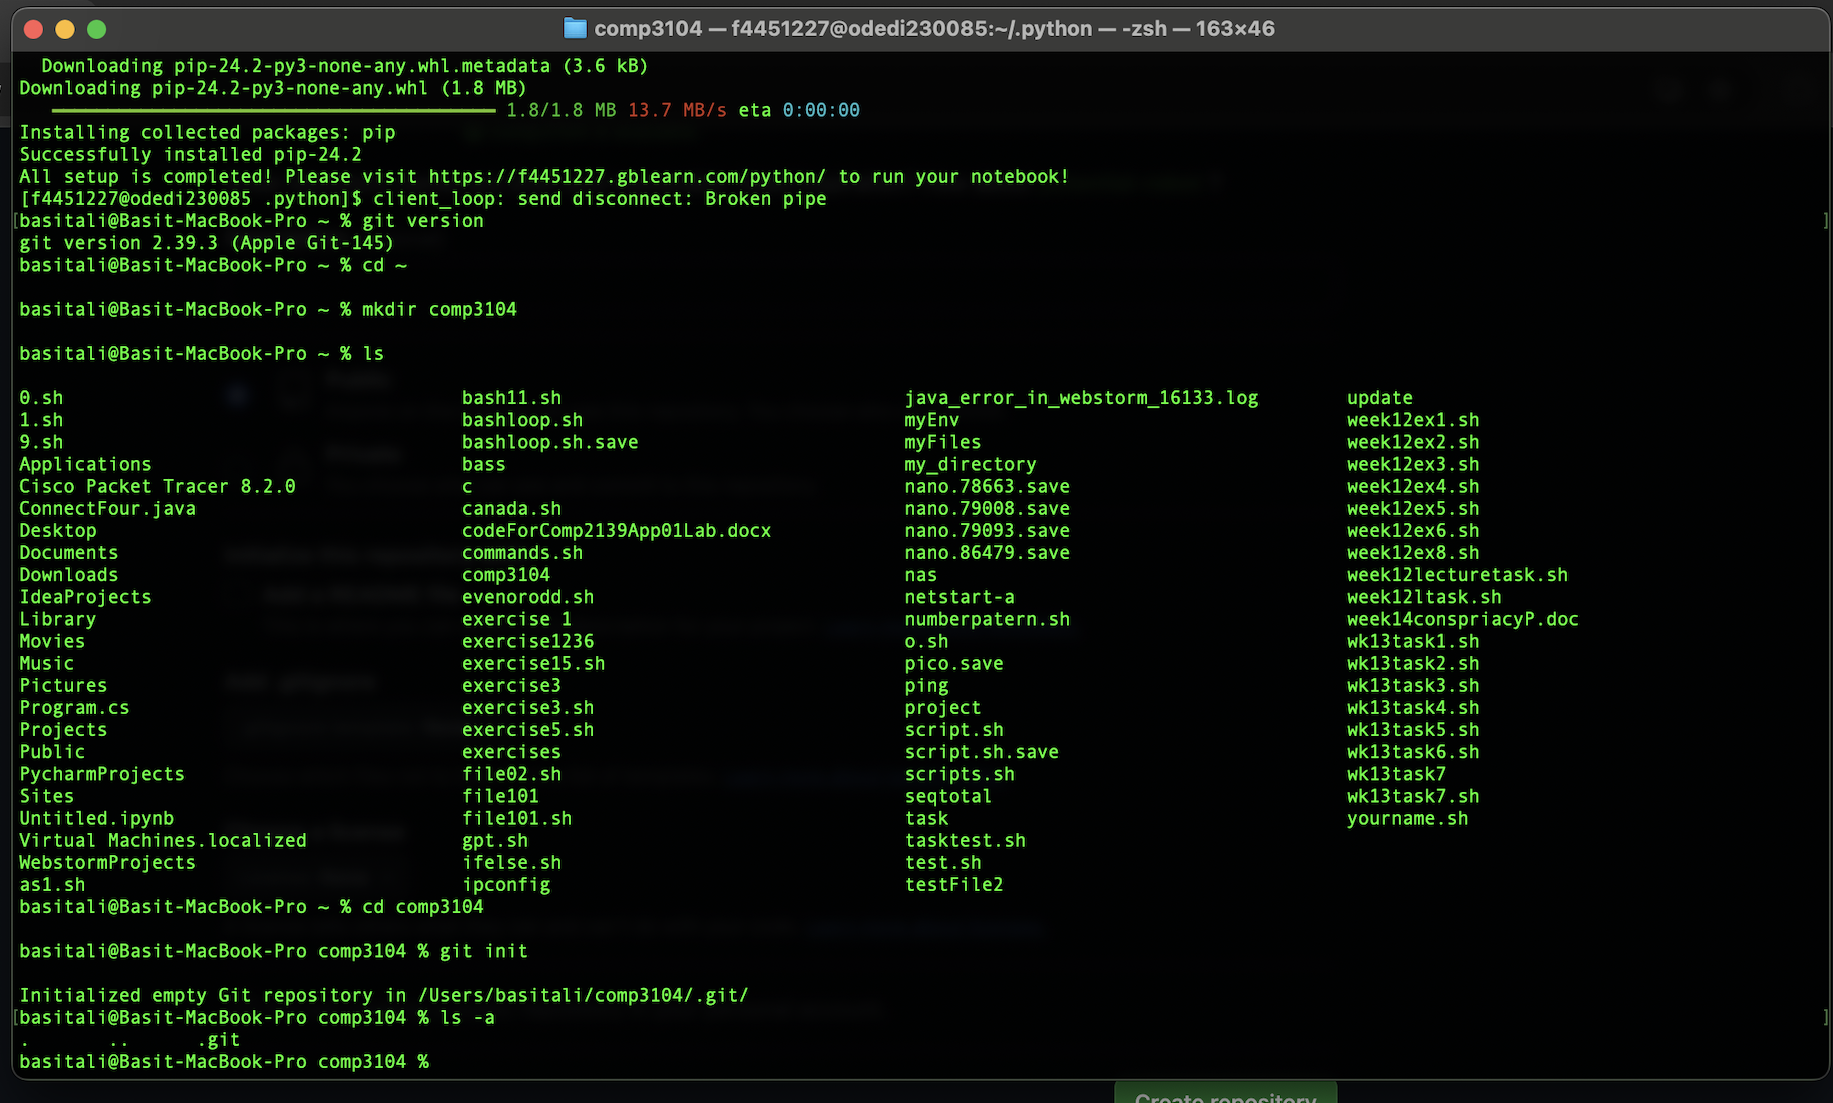 comp3104 — f4451227@odedi230085:~/.python — -zsh — 163×46
Downloading pip-24.2-py3-none-any.whl.metadata (3.6 kB)
Downloading pip-24.2-py3-none-any.whl (1.8 MB)
1.8/1.8 MB 13.7 MB/s eta 0:00:00
Installing collected packages: pip
Successfully installed pip-24.2
All setup is completed! Please visit https://f4451227.gblearn.com/python/ to run your notebook!
[f4451227@odedi230085 .python]$ client_loop: send disconnect: Broken pipe
[basitali@Basit-MacBook-Pro ~ % git version ]
git version 2.39.3 (Apple Git-145)
basitali@Basit-MacBook-Pro ~ % cd ~
basitali@Basit-MacBook-Pro ~ % mkdir comp3104
basitali@Basit-MacBook-Pro ~ % ls
0.sh bash11.sh java_error_in_webstorm_16133.log update
1.sh bashloop.sh myEnv week12ex1.sh
9.sh bashloop.sh.save myFiles week12ex2.sh
Applications bass my_directory week12ex3.sh
Cisco Packet Tracer 8.2.0 c nano.78663.save week12ex4.sh
ConnectFour.java canada.sh nano.79008.save week12ex5.sh
Desktop codeForComp2139App01Lab.docx nano.79093.save week12ex6.sh
Documents commands.sh nano.86479.save week12ex8.sh
Downloads comp3104 nas week12lecturetask.sh
IdeaProjects evenorodd.sh netstart-a week12ltask.sh
Library exercise 1 numberpatern.sh week14conspriacyP.doc
Movies exercise1236 o.sh wk13task1.sh
Music exercise15.sh pico.save wk13task2.sh
Pictures exercise3 ping wk13task3.sh
Program.cs exercise3.sh project wk13task4.sh
Projects exercise5.sh script.sh wk13task5.sh
Public exercises script.sh.save wk13task6.sh
PycharmProjects file02.sh scripts.sh wk13task7
Sites file101 seqtotal wk13task7.sh
Untitled.ipynb file101.sh task yourname.sh
Virtual Machines.localized gpt.sh tasktest.sh
WebstormProjects ifelse.sh test.sh
as1.sh ipconfig testFile2
basitali@Basit-MacBook-Pro ~ % cd comp3104
basitali@Basit-MacBook-Pro comp3104 % git init
Initialized empty Git repository in /Users/basitali/comp3104/.git/
[basitali@Basit-MacBook-Pro comp3104 % ls -a ]
. .. .git
basitali@Basit-MacBook-Pro comp3104 %
Create repository